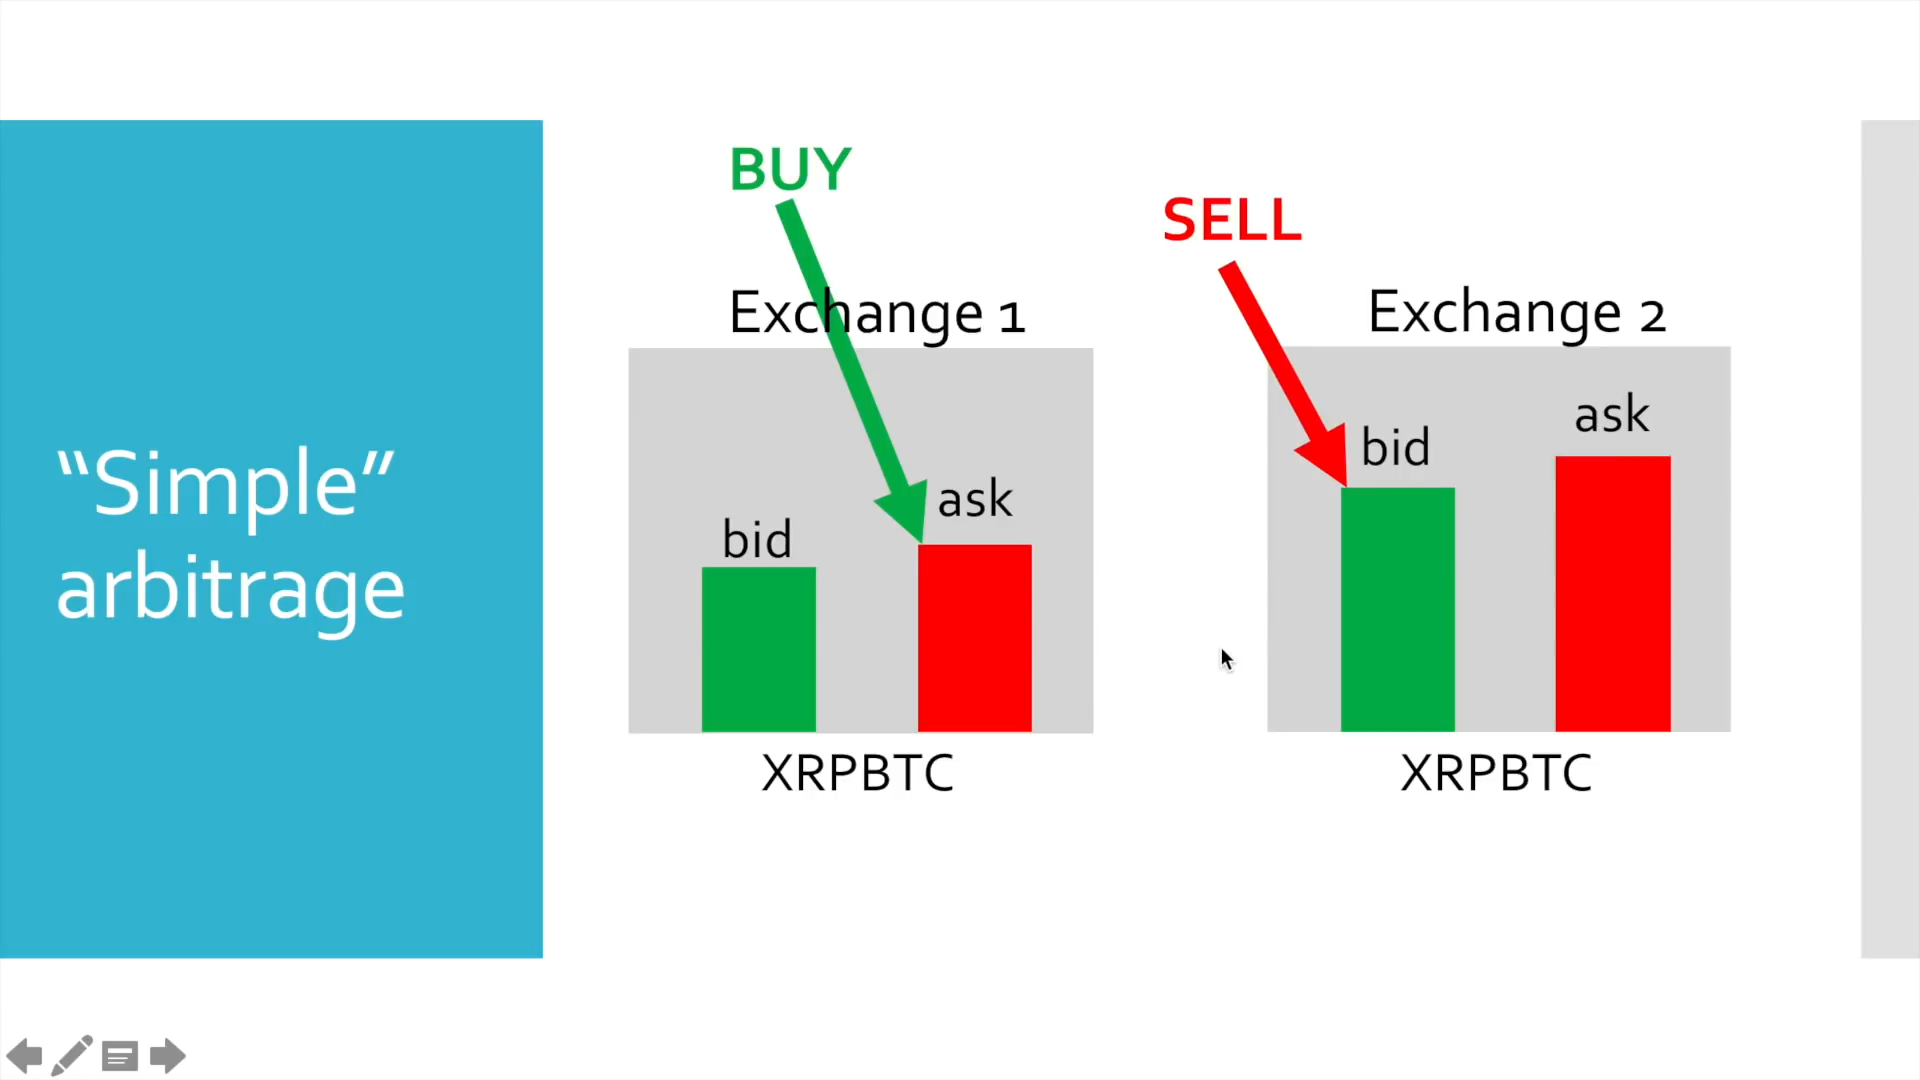 “Simple”
arbitrage
BUY
SELL
Exchange 1
Exchange 2
bid
ask
bid
ask
XRPBTC
XRPBTC